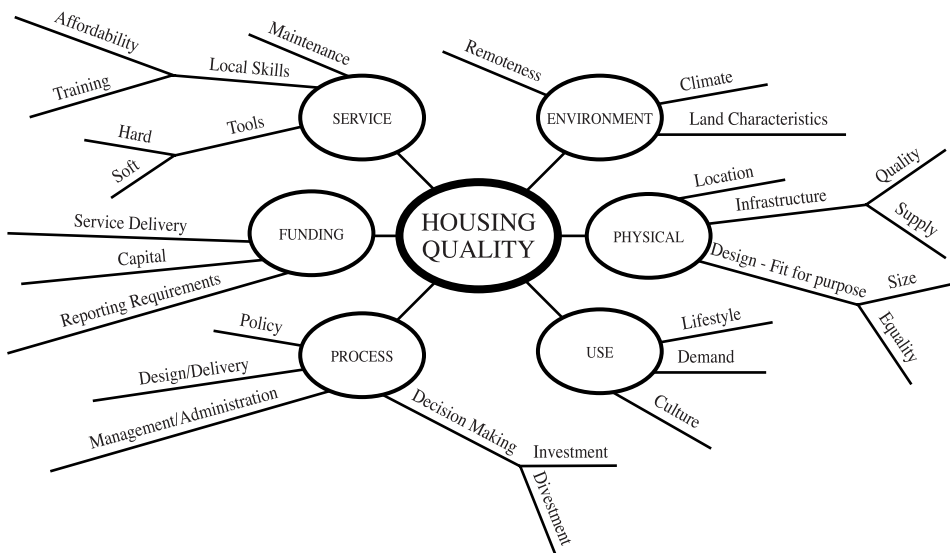 Affordability
Training
Local Skills
Maintenance
Hard
Soft
Tools
SERVICE
Remoteness
ENVIRONMENT
Climate
Land Characteristics
Service Delivery
Capital
Reporting Requirements
FUNDING
HOUSING
QUALITY
PHYSICAL
Location
Infrastructure
Quality
Supply
Design - Fit for purpose
Size
Equality
Policy
Design/Delivery
Management/Administration
PROCESS
Decision Making
Investment
Divestment
USE
Lifestyle
Demand
Culture